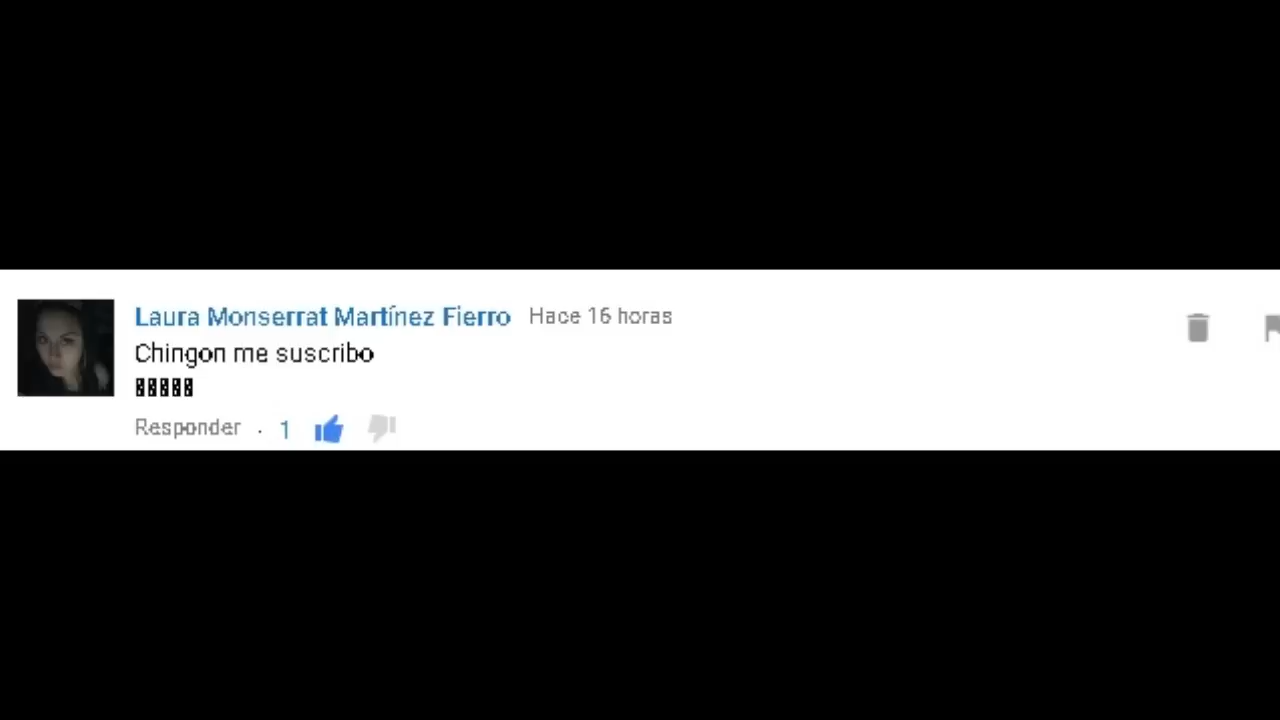 Laura Monserrat Martínez Fierro Hace 16 horas
Chingon me suscribo
Responder . 1